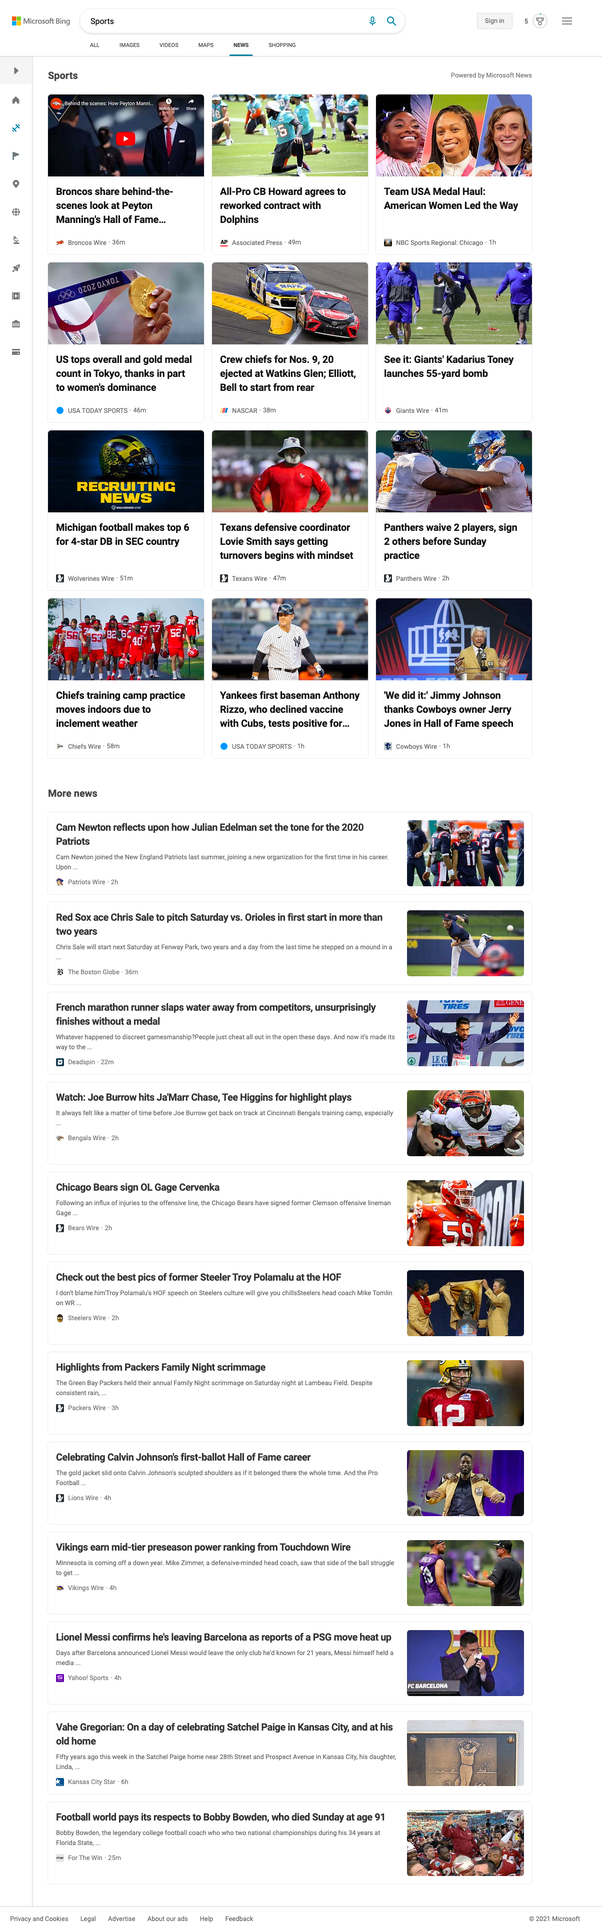 Microsoft Bing
Sports
Sign in
5
ALL IMAGES VIDEOS MAPS NEWS SHOPPING
Sports
Powered by Microsoft News
Behind the scenes: How Peyton Manni...
Share
Broncos share behind-the-
scenes look at Peyton
Manning's Hall of Fame...
Broncos Wire · 36m
All-Pro CB Howard agrees to
reworked contract with
Dolphins
AP Associated Press · 49m
Team USA Medal Haul:
American Women Led the Way
NBC Sports Regional: Chicago · 1h
TOKYO 2020
US tops overall and gold medal
count in Tokyo, thanks in part
to women's dominance
USA TODAY SPORTS · 46m
NAPA
Crew chiefs for Nos. 9, 20
ejected at Watkins Glen; Elliott,
Bell to start from rear
NASCAR · 38m
See it: Giants' Kadarius Toney
launches 55-yard bomb
Giants Wire · 41m
RECRUITING
NEWS
Michigan football makes top 6
for 4-star DB in SEC country
Wolverines Wire · 51m
Texans defensive coordinator
Lovie Smith says getting
turnovers begins with mindset
Texans Wire · 47m
Panthers waive 2 players, sign
2 others before Sunday
practice
Panthers Wire · 2h
Chiefs training camp practice
moves indoors due to
inclement weather
Chiefs Wire · 58m
Yankees first baseman Anthony
Rizzo, who declined vaccine
with Cubs, tests positive for...
USA TODAY SPORTS · 1h
'We did it:' Jimmy Johnson
thanks Cowboys owner Jerry
Jones in Hall of Fame speech
Cowboys Wire · 1h
More news
Cam Newton reflects upon how Julian Edelman set the tone for the 2020
Patriots
Cam Newton joined the New England Patriots last summer, joining a new organization for the first time in his career.
Upon ...
Patriots Wire · 2h
11
Red Sox ace Chris Sale to pitch Saturday vs. Orioles in first start in more than
two years
Chris Sale will start next Saturday at Fenway Park, two years and a day from the last time he stepped on a mound in a
...
The Boston Globe · 36m
French marathon runner slaps water away from competitors, unsurprisingly
finishes without a medal
Whatever happened to discreet gamesmanship?People just cheat all out in the open these days. And now it's made its
way to the ...
Deadspin · 22m
TOYO
TIRES
Watch: Joe Burrow hits Ja'Marr Chase, Tee Higgins for highlight plays
It always felt like a matter of time before Joe Burrow got back on track at Cincinnati Bengals training camp, especially
...
Bengals Wire · 2h
Chicago Bears sign OL Gage Cervenka
Following an influx of injuries to the offensive line, the Chicago Bears have signed former Clemson offensive lineman
Gage ...
Bears Wire · 2h
59
Check out the best pics of former Steeler Troy Polamalu at the HOF
I don't blame him'Troy Polamalu's HOF speech on Steelers culture will give you chillsSteelers head coach Mike Tomlin
on WR ...
Steelers Wire · 2h
Highlights from Packers Family Night scrimmage
The Green Bay Packers held their annual Family Night scrimmage on Saturday night at Lambeau Field. Despite
consistent rain, ...
Packers Wire · 3h
12
Celebrating Calvin Johnson's first-ballot Hall of Fame career
The gold jacket slid onto Calvin Johnson's sculpted shoulders as if it belonged there the whole time. And the Pro
Football ...
Lions Wire · 4h
Vikings earn mid-tier preseason power ranking from Touchdown Wire
Minnesota is coming off a down year. Mike Zimmer, a defensive-minded head coach, saw that side of the ball struggle
to get ...
Vikings Wire · 4h
Lionel Messi confirms he's leaving Barcelona as reports of a PSG move heat up
Days after Barcelona announced Lionel Messi would leave the only club he'd known for 21 years, Messi himself held a
media ...
Yahoo! Sports · 4h
FC BARCELONA
Vahe Gregorian: On a day of celebrating Satchel Paige in Kansas City, and at his
old home
Fifty years ago this week in the Satchel Paige home near 28th Street and Prospect Avenue in Kansas City, his daughter,
Linda, ...
Kansas City Star · 6h
Football world pays its respects to Bobby Bowden, who died Sunday at age 91
Bobby Bowden, the legendary college football coach who who two national championships during his 34 years at
Florida State, ...
For The Win · 25m
Privacy and Cookies Legal Advertise About our ads Help Feedback
© 2021 Microsoft